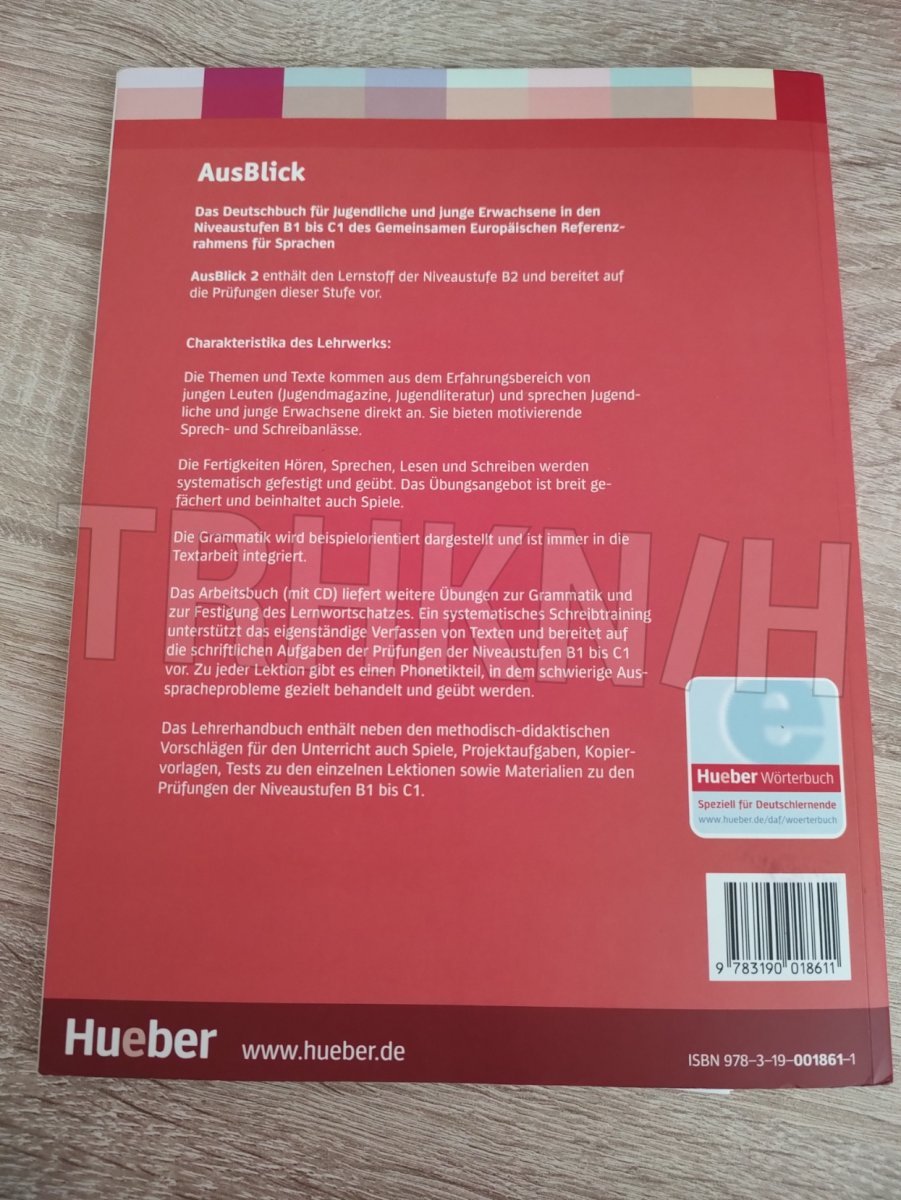 AusBlick
Das Deutschbuch für Jugendliche und junge Erwachsene in den
Niveaustufen B1 bis C1 des Gemeinsamen Europäischen Referenz-
rahmens für Sprachen
AusBlick 2 enthält den Lernstoff der Niveaustufe B2 und bereitet auf
die Prüfungen dieser Stufe vor.
Charakteristika des Lehrwerks:
Die Themen und Texte kommen aus dem Erfahrungsbereich von
jungen Leuten (Jugendmagazine, Jugendliteratur) und sprechen Jugend-
liche und junge Erwachsene direkt an. Sie bieten motivierende
Sprech- und Schreibanlässe.
Die Fertigkeiten Hören, Sprechen, Lesen und Schreiben werden
systematisch gefestigt und geübt. Das Übungsangebot ist breit ge-
fächert und beinhaltet auch Spiele.
Die Grammatik wird beispielorientiert dargestellt und ist immer in die
Textarbeit integriert.
Das Arbeitsbuch (mit CD) liefert weitere Übungen zur Grammatik und
zur Festigung des Lernwortschatzes. Ein systematisches Schreibtraining
unterstützt das eigenständige Verfassen von Texten und bereitet auf
die schriftlichen Aufgaben der Prüfungen der Niveaustufen B1 bis C1
vor. Zu jeder Lektion gibt es einen Phonetikteil, in dem schwierige Aus-
spracheprobleme gezielt behandelt und geübt werden.
Das Lehrerhandbuch enthält neben den methodisch-didaktischen
Vorschlägen für den Unterricht auch Spiele, Projektaufgaben, Kopier-
vorlagen, Tests zu den einzelnen Lektionen sowie Materialien zu den
Prüfungen der Niveaustufen B1 bis C1.
TRHKN/H
e
Hueber Wörterbuch
Speziell für Deutschlernende
www.hueber.de/daf/woerterbuch
9 783190 018611
Hueber www.hueber.de
ISBN 978-3-19-001861-1